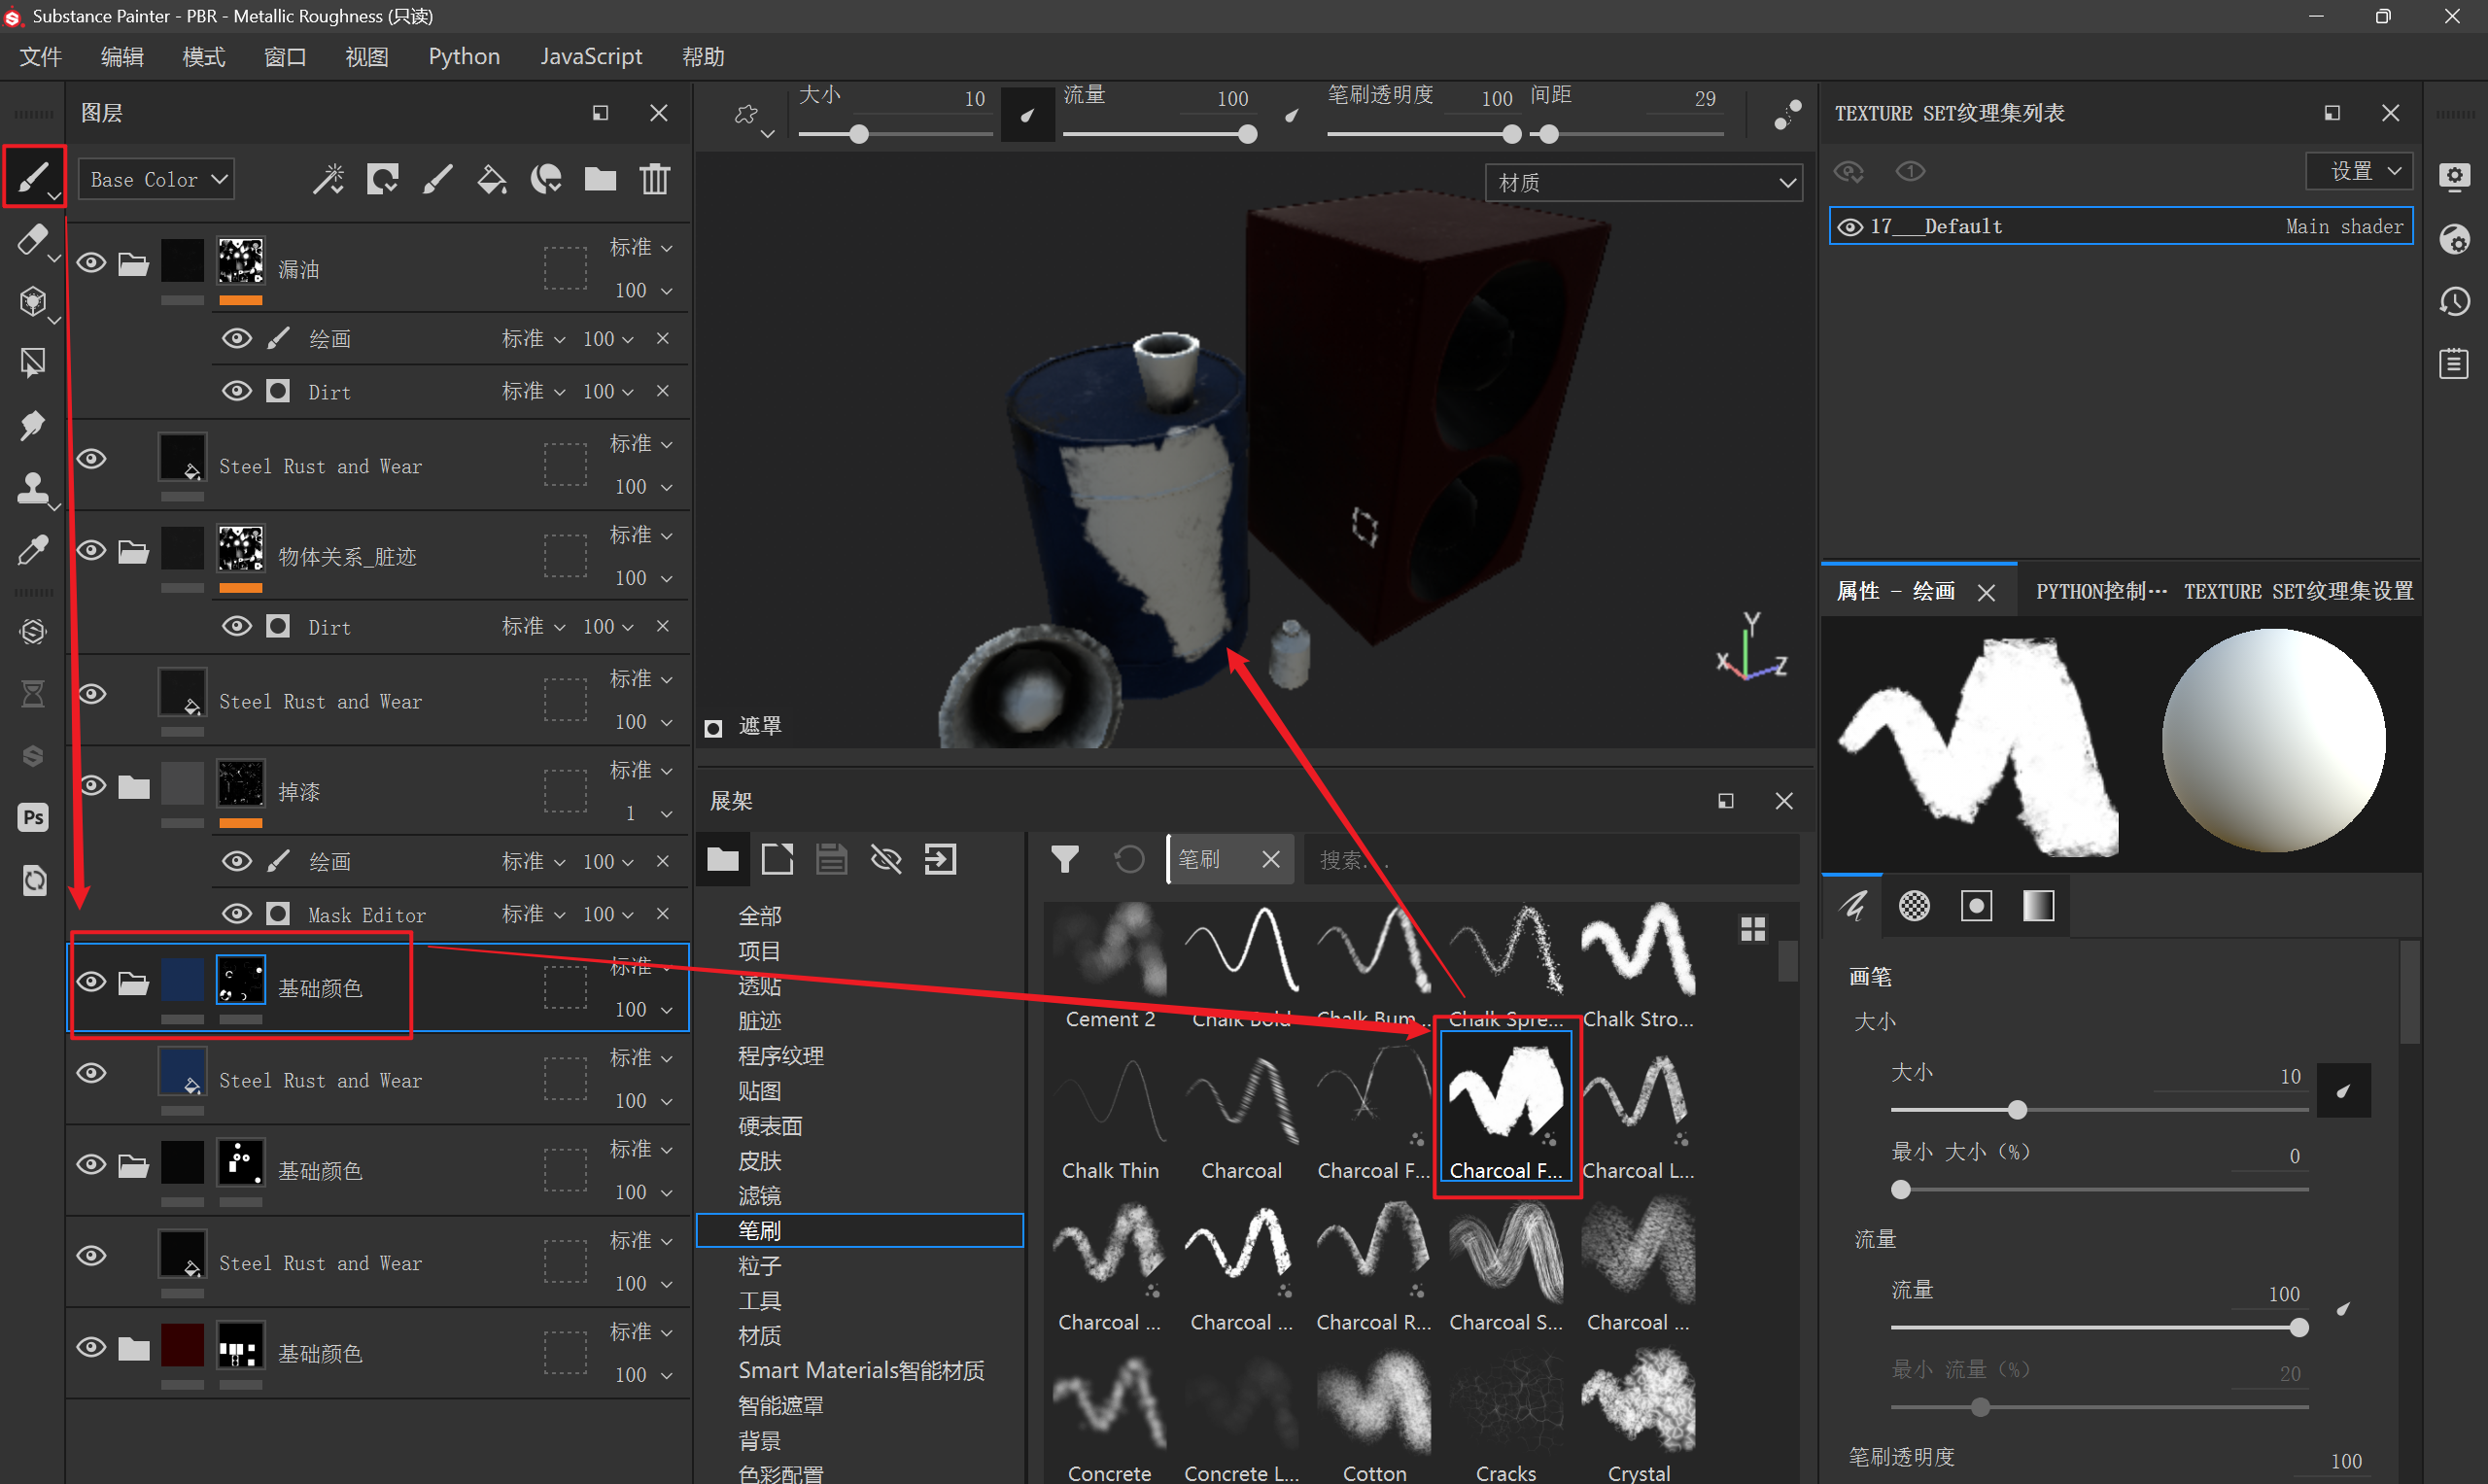 Substance Painter - PBR - Metallic Roughness (只读)
文件 编辑 模式 窗口 视图 Python JavaScript 帮助
图层
Base Color
漏油 标准 100
绘画 标准 100
Dirt 标准 100
Steel Rust and Wear 标准 100
物体关系_脏迹 标准 100
Dirt 标准 100
Steel Rust and Wear 标准 100
掉漆 标准 1
绘画 标准 100
Mask Editor 标准 100
基础颜色 标准 100
Steel Rust and Wear 标准 100
基础颜色 标准 100
Steel Rust and Wear 标准 100
基础颜色 标准 100
Ps
大小 10 流量 100 笔刷透明度 100 间距 29
材质
Y
X Z
遮罩
展架
笔刷 搜索...
全部
项目
透贴
脏迹
程序纹理
贴图
硬表面
皮肤
滤镜
笔刷
粒子
工具
材质
Smart Materials智能材质
智能遮罩
背景
色彩配置
Cement 2 Chalk Bold Chalk Bum... Chalk Spre... Chalk Stro...
Chalk Thin Charcoal Charcoal F... Charcoal F... Charcoal L...
Charcoal ... Charcoal ... Charcoal R... Charcoal S... Charcoal ...
Concrete Concrete L... Cotton Cracks Crystal
TEXTURE SET纹理集列表
1
设置
17___Default Main shader
属性 - 绘画 PYTHON控制... TEXTURE SET纹理集设置
画笔
大小
大小 10
最小 大小 (%) 0
流量
流量 100
最小 流量 (%) 20
笔刷透明度 100